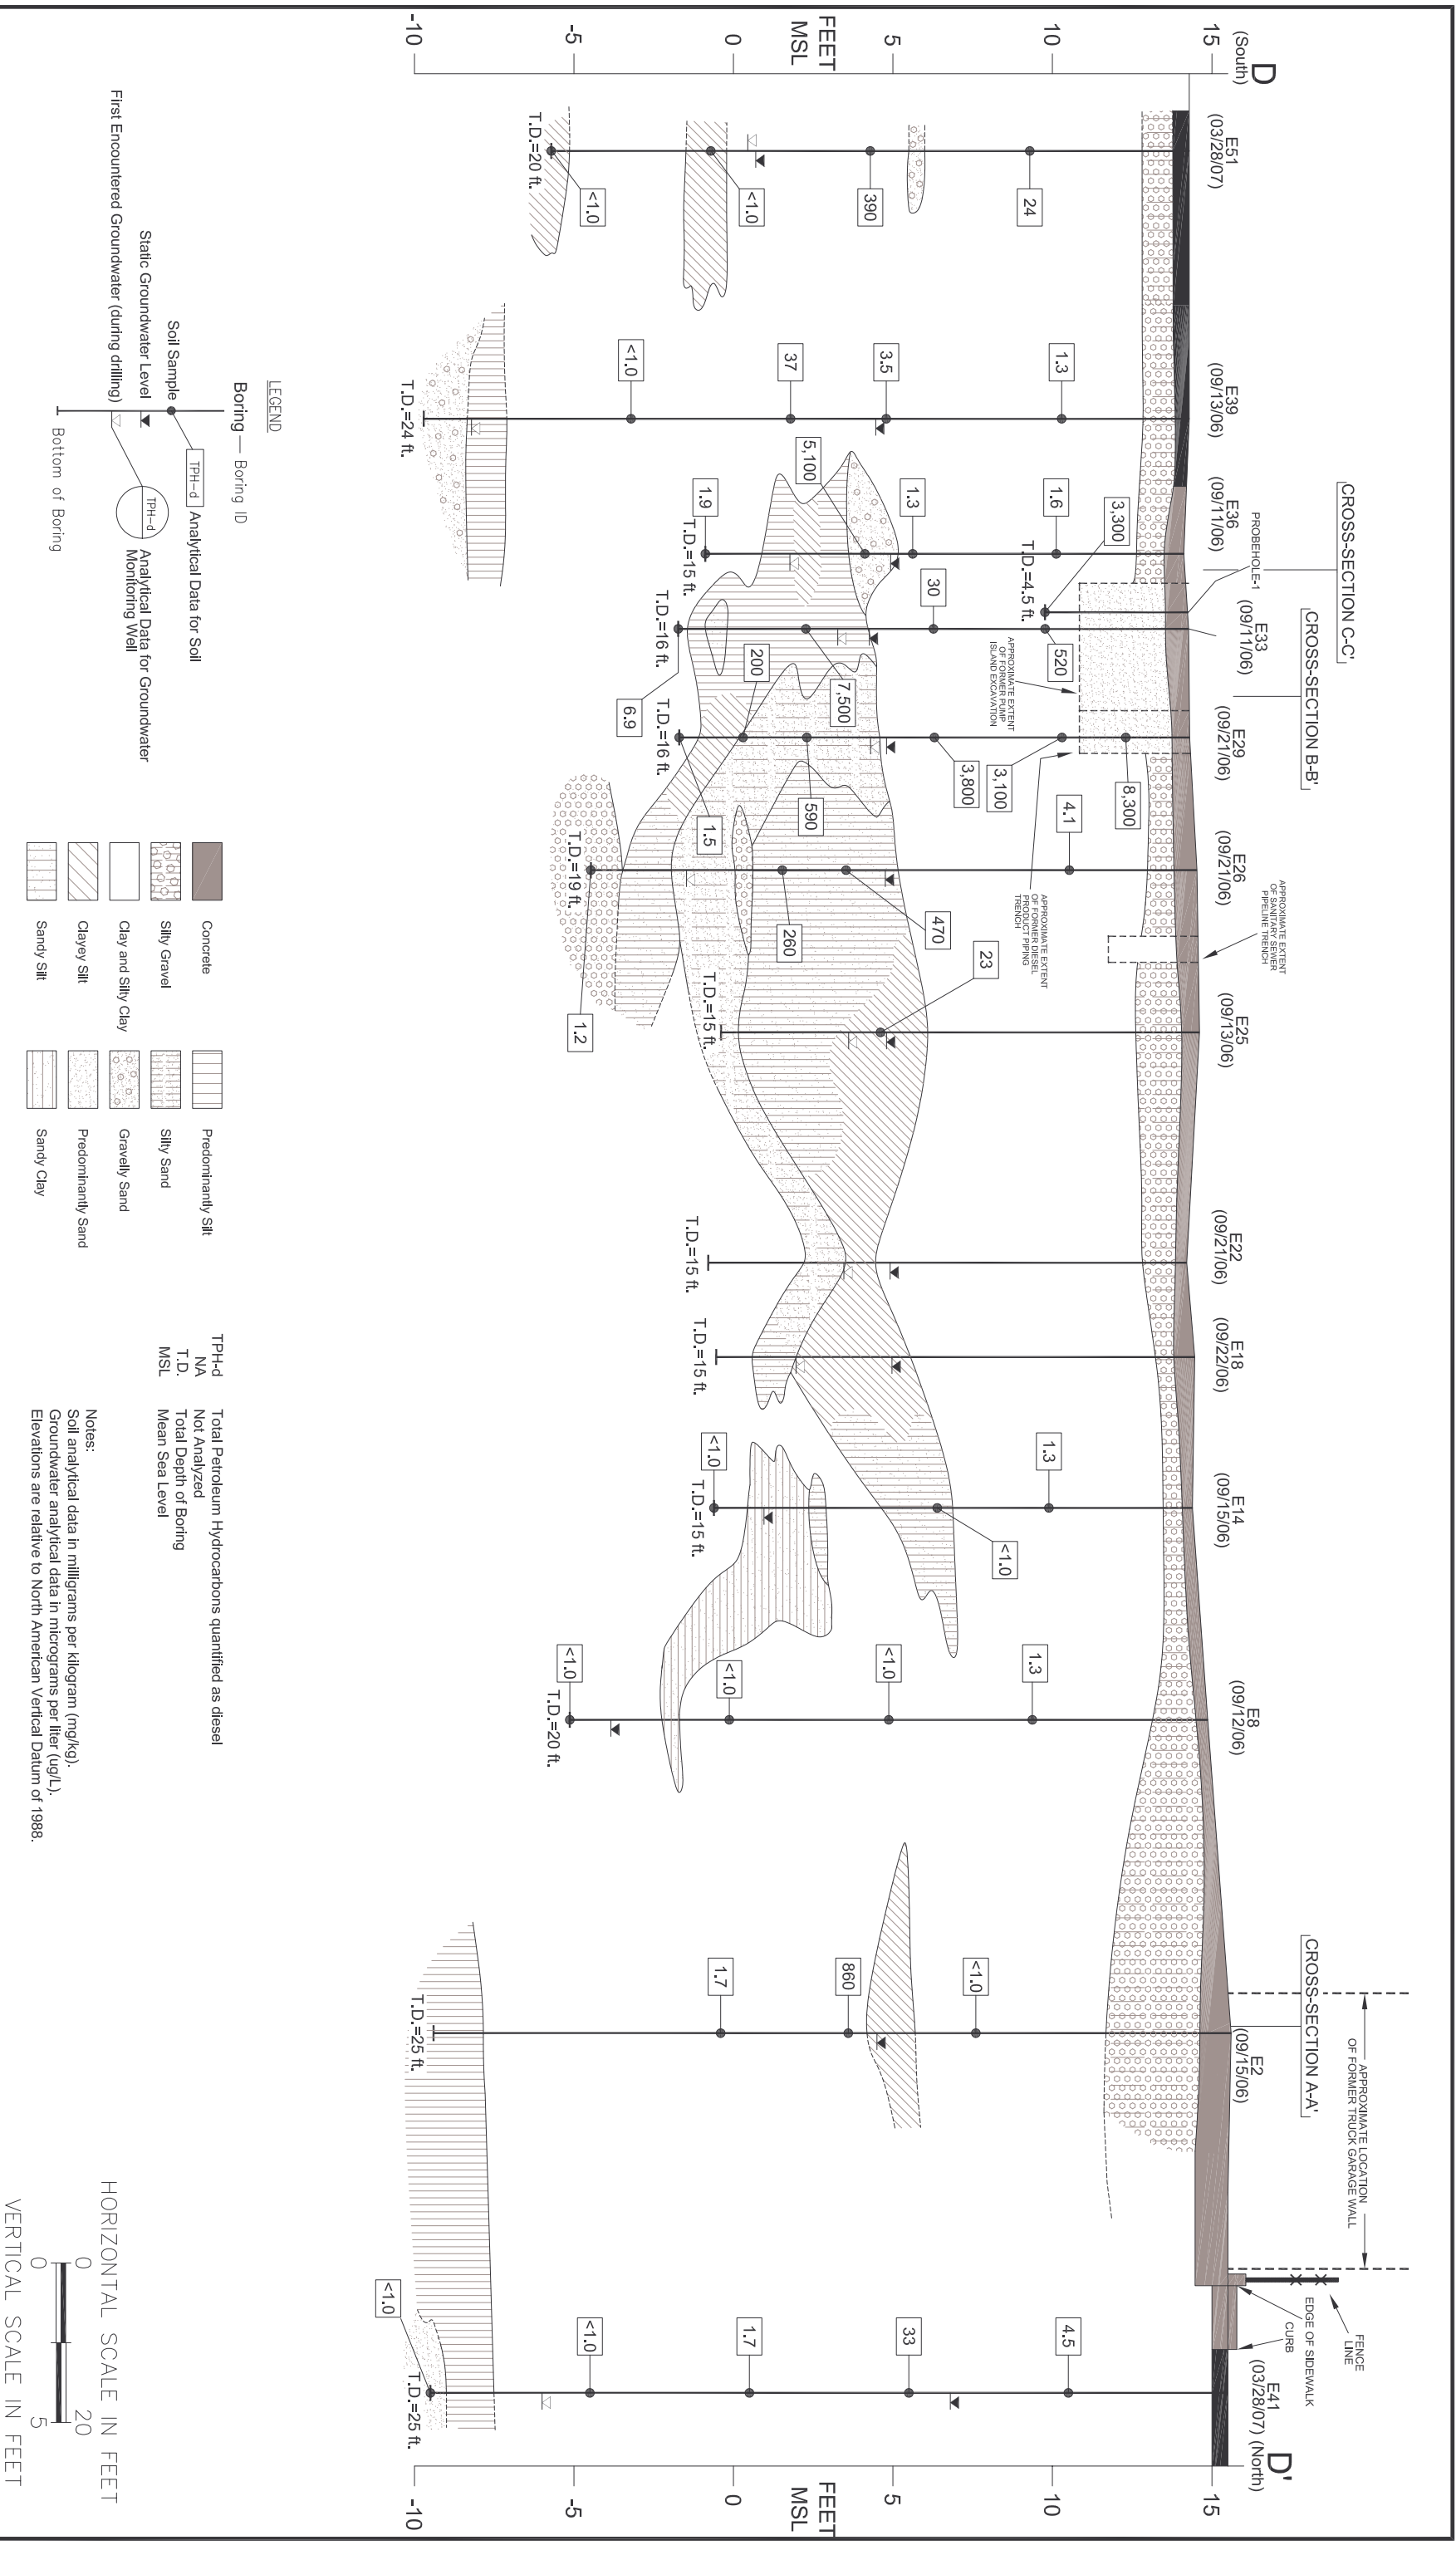 D
(South)
15
10
5
0
-5
-10
FEET
MSL
E51
(03/28/07)
24
390
<1.0
<1.0
T.D.=20 ft.
E39
(09/13/06)
1.3
3.5
37
<1.0
T.D.=24 ft.
E36
(09/11/06)
1.6
1.3
5,100
1.9
T.D.=15 ft.
PROBEHOLE-1
3,300
T.D.=4.5 ft.
CROSS-SECTION C-C'
E33
(09/11/06)
520
30
7,500
6.9
T.D.=16 ft.
APPROXIMATE EXTENT
OF FORMER PUMP
ISLAND EXCAVATION
CROSS-SECTION B-B'
E29
(09/21/06)
8,300
3,100
3,800
590
200
1.5
T.D.=16 ft.
APPROXIMATE EXTENT
OF FORMER DIESEL
PRODUCT PIPING
TRENCH
E26
(09/21/06)
4.1
470
260
1.2
T.D.=19 ft.
APPROXIMATE EXTENT
OF SANITARY SEWER
PIPELINE TRENCH
E25
(09/13/06)
23
T.D.=15 ft.
E22
(09/21/06)
T.D.=15 ft.
E18
(09/22/06)
T.D.=15 ft.
E14
(09/15/06)
1.3
<1.0
<1.0
T.D.=15 ft.
E8
(09/12/06)
1.3
<1.0
<1.0
<1.0
T.D.=20 ft.
CROSS-SECTION A-A'
E2
(09/15/06)
<1.0
860
1.7
T.D.=25 ft.
APPROXIMATE LOCATION
OF FORMER TRUCK GARAGE WALL
FENCE
LINE
EDGE OF SIDEWALK
CURB
E41
(03/28/07)
4.5
33
1.7
<1.0
<1.0
T.D.=25 ft.
D'
(North)
15
10
5
0
-5
-10
FEET
MSL
LEGEND
Boring
Boring ID
Soil Sample
TPH-d
Analytical Data for Soil
Static Groundwater Level
First Encountered Groundwater (during drilling)
TPH-d
Analytical Data for Groundwater
Monitoring Well
Bottom of Boring
Concrete
Silty Gravel
Clay and Silty Clay
Clayey Silt
Sandy Silt
Predominantly Silt
Silty Sand
Gravelly Sand
Predominantly Sand
Sandy Clay
TPH-d Total Petroleum Hydrocarbons quantified as diesel
NA Not Analyzed
T.D. Total Depth of Boring
MSL Mean Sea Level
Notes:
Soil analytical data in milligrams per kilogram (mg/kg).
Groundwater analytical data in micrograms per liter (ug/L).
Elevations are relative to North American Vertical Datum of 1988.
HORIZONTAL SCALE IN FEET
0 20
0 5
VERTICAL SCALE IN FEET